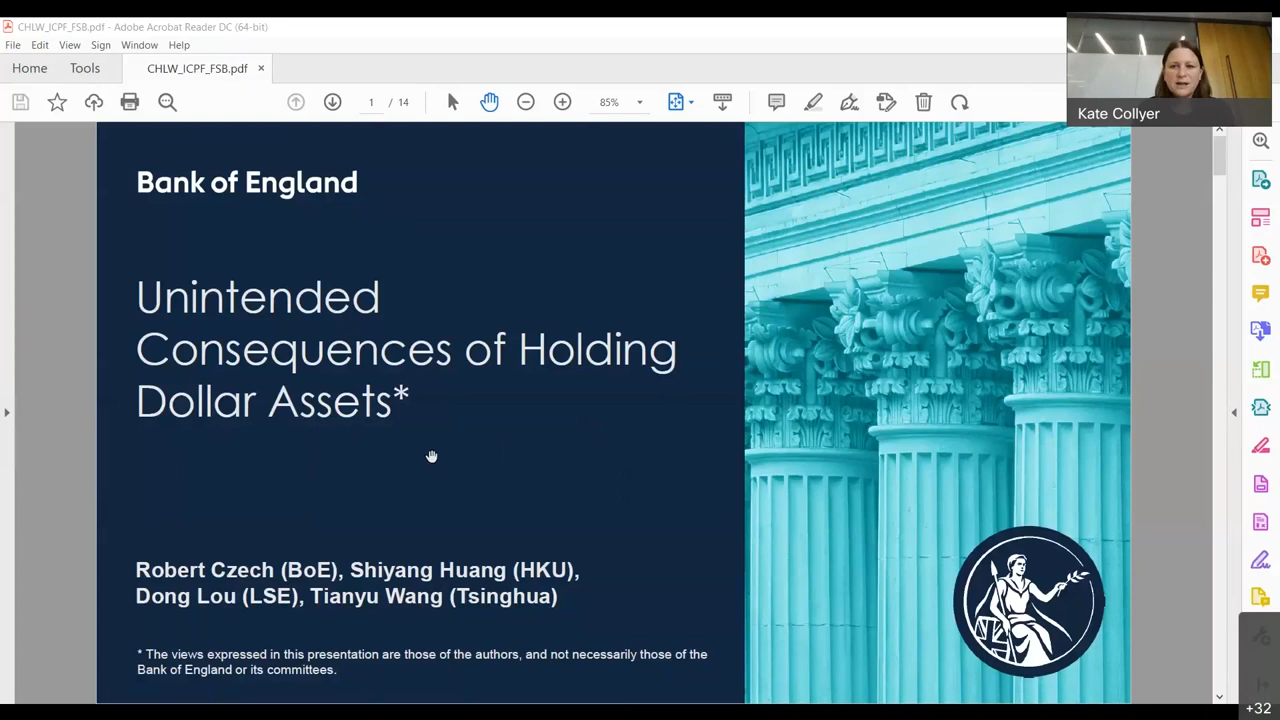 CHLW_ICPF_FSB.pdf - Adobe Acrobat Reader DC (64-bit)
File Edit View Sign Window Help
Home Tools CHLW_ICPF_FSB.pdf ×
1 / 14 85%
Kate Collyer
Bank of England
Unintended
Consequences of Holding
Dollar Assets*
Robert Czech (BoE), Shiyang Huang (HKU),
Dong Lou (LSE), Tianyu Wang (Tsinghua)
* The views expressed in this presentation are those of the authors, and not necessarily those of the
Bank of England or its committees.
+32